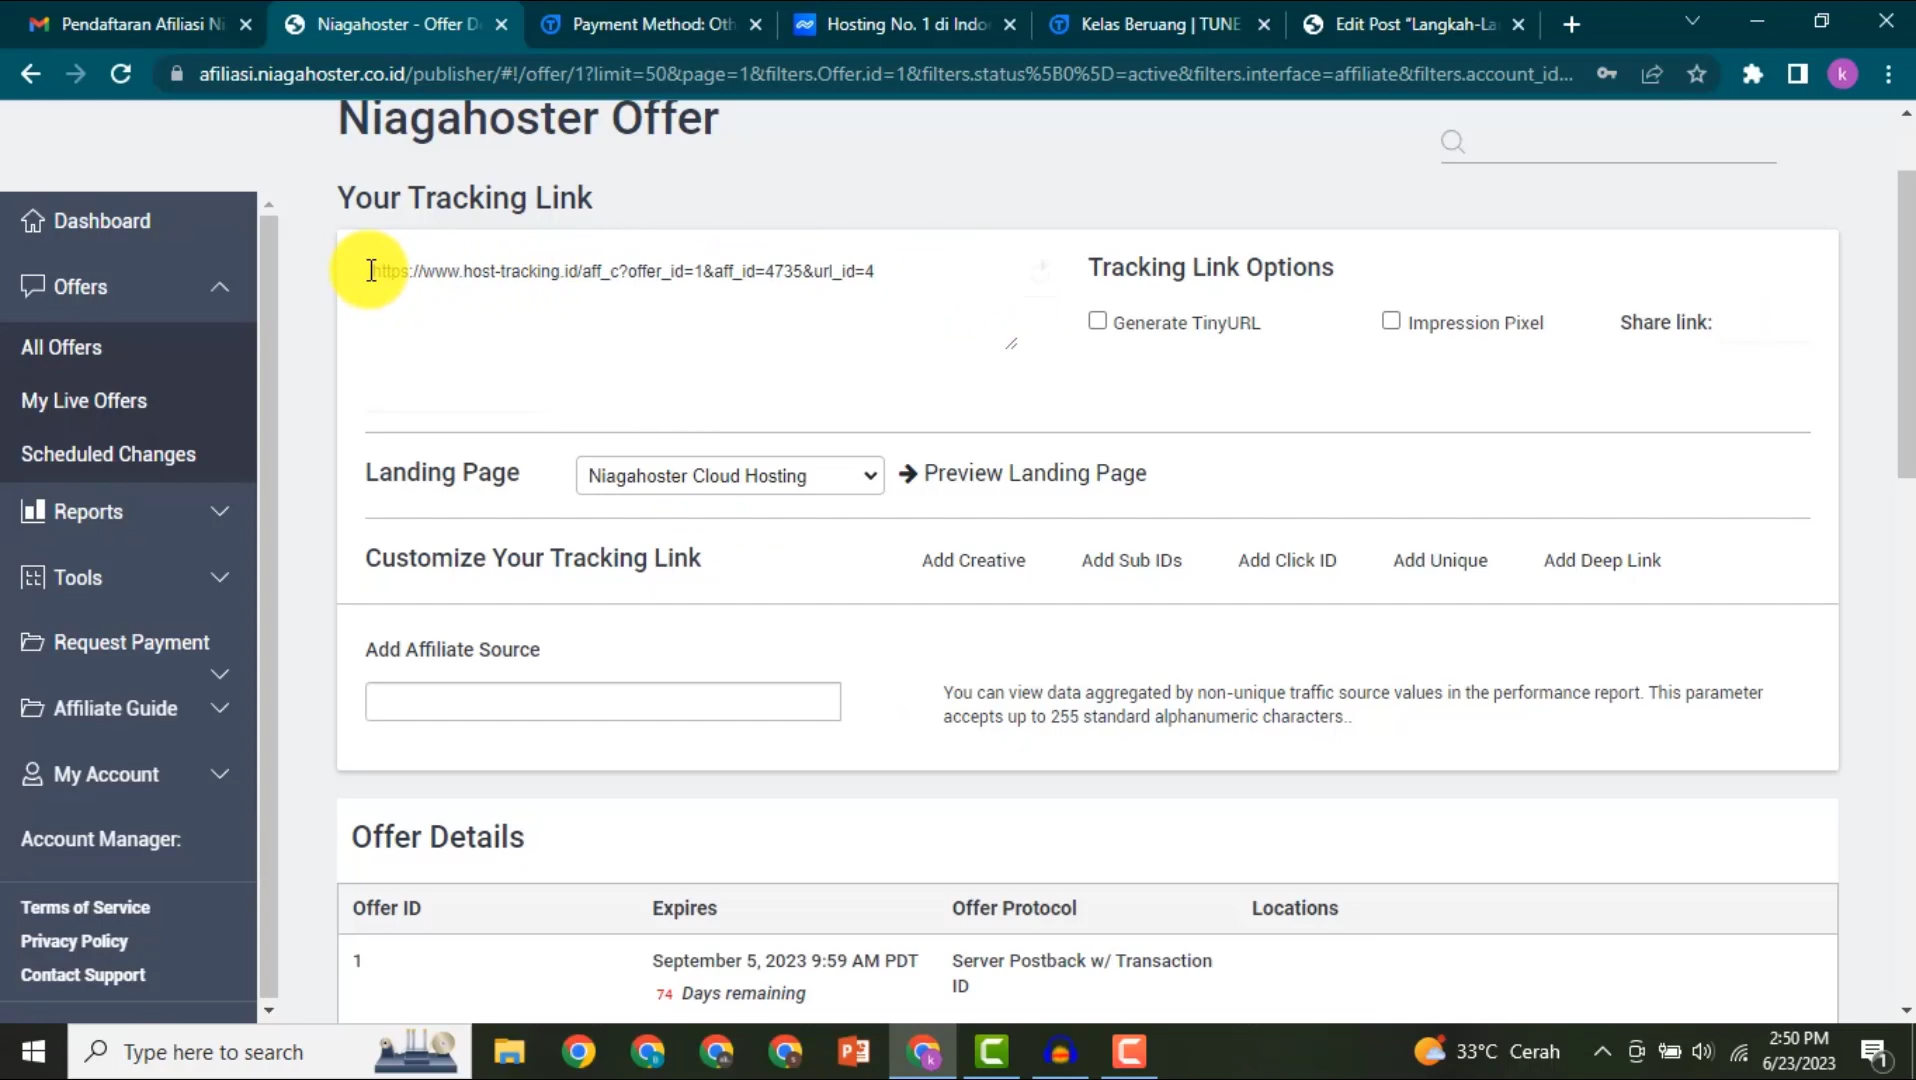 Pendaftaran Afiliasi Ni
Niagahoster - Offer D
Payment Method: Oth
Hosting No. 1 di Indo
Kelas Beruang | TUNE
Edit Post "Langkah-La
afiliasi.niagahoster.co.id/publisher/#!/offer/1?limit=50&page=1&filters.Offer.id=1&filters.status%5B0%5D=active&filters.interface=affiliate&filters.account_id...
k
Niagahoster Offer
Your Tracking Link
https://www.host-tracking.id/aff_c?offer_id=1&aff_id=4735&url_id=4
Tracking Link Options
Generate TinyURL
Impression Pixel
Share link:
Landing Page
Niagahoster Cloud Hosting
Preview Landing Page
Customize Your Tracking Link
Add Creative
Add Sub IDs
Add Click ID
Add Unique
Add Deep Link
Add Affiliate Source
You can view data aggregated by non-unique traffic source values in the performance report. This parameter
accepts up to 255 standard alphanumeric characters..
Dashboard
Offers
All Offers
My Live Offers
Scheduled Changes
Reports
Tools
Request Payment
Affiliate Guide
My Account
Account Manager:
Terms of Service
Privacy Policy
Contact Support
Offer Details
Offer ID
Expires
Offer Protocol
Locations
1
September 5, 2023 9:59 AM PDT
74 Days remaining
Server Postback w/ Transaction
ID
Type here to search
33°C Cerah
2:50 PM
6/23/2023
1